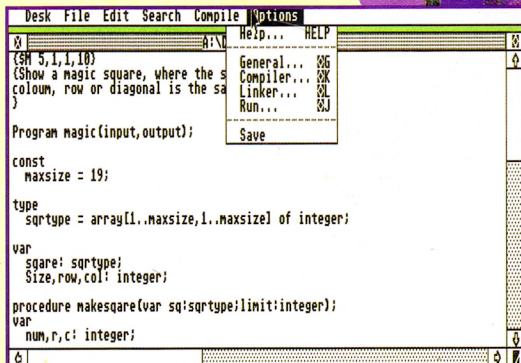 Desk File Edit Search Compile Options
A:\
Help... HELP
General... G
Compiler... K
Linker... L
Run... J
Save
{$M 5,1,1,10}
{Show a magic square, where the s
coloum, row or diagonal is the sa
}
Program magic(input,output);
const
maxsize = 19;
type
sqrtype = array[1..maxsize,1..maxsize] of integer;
var
sqare: sqrtype;
Size,row,col: integer;
procedure makesqare(var sq:sqrtype;limit:integer);
var
num,r,c: integer;